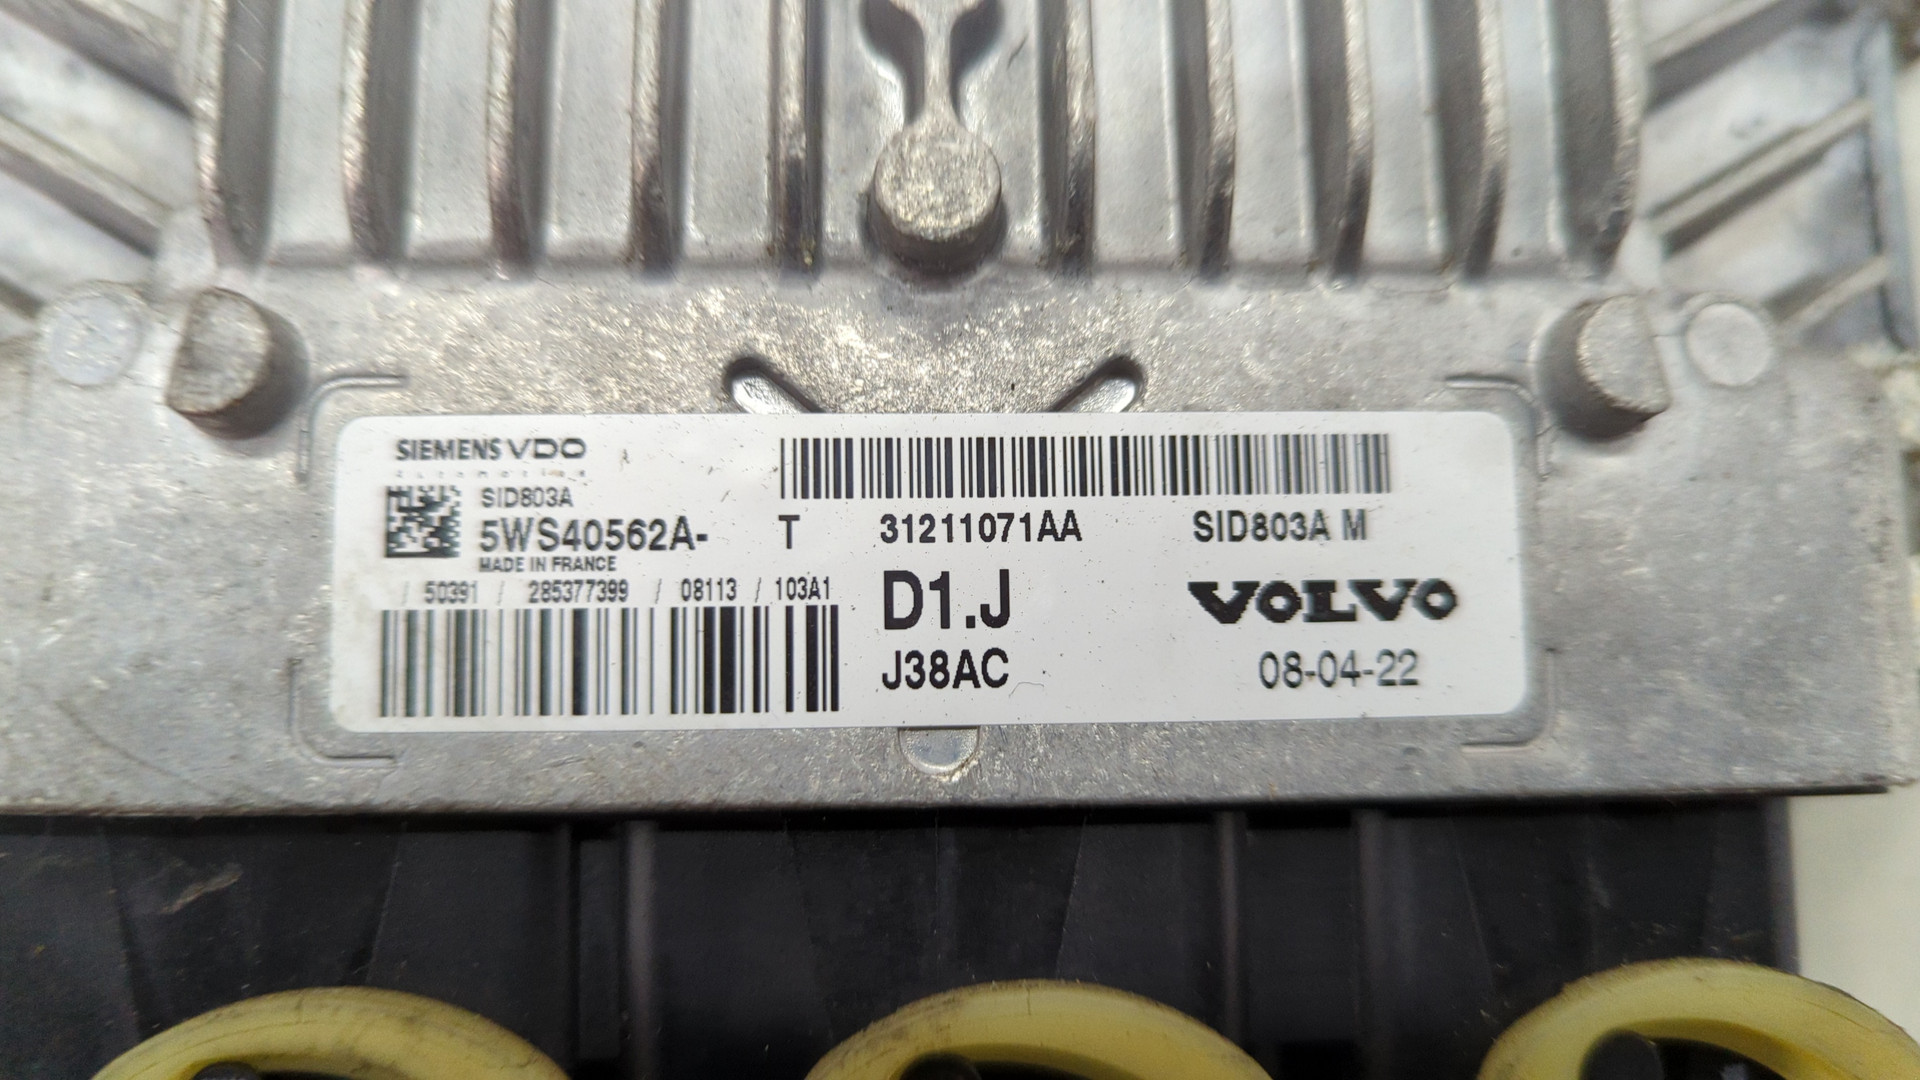 SIEMENS VDO
Automotive
SID803A
5WS40562A- T
MADE IN FRANCE
/ 50391 / 285377399 / 08113 / 103A1
31211071AA
SID803A M
D1.J
VOLVO
J38AC
08-04-22